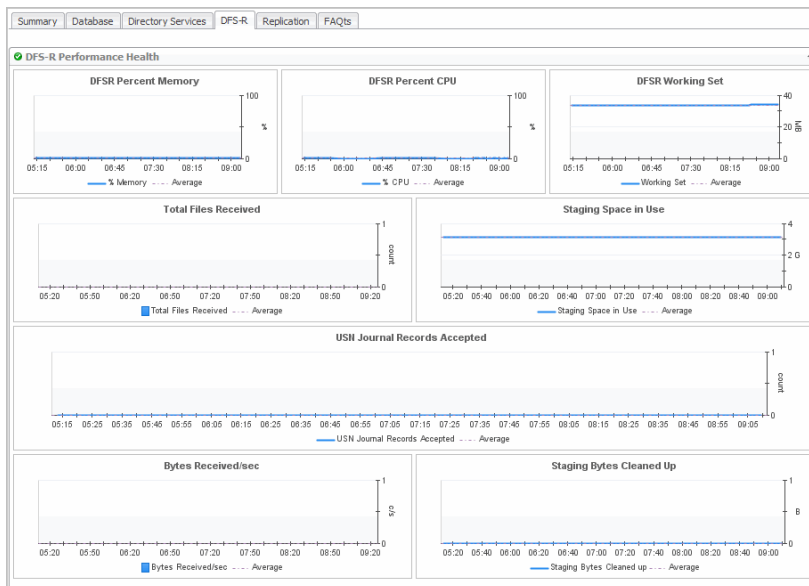 Summary Database Directory Services DFS-R Replication FAQts
DFS-R Performance Health
DFSR Percent Memory
100
%
0
05:15 06:00 06:45 07:30 08:15 09:00
% Memory Average
DFSR Percent CPU
100
%
0
05:15 06:00 06:45 07:30 08:15 09:00
% CPU Average
DFSR Working Set
40
20
0
MB
05:15 06:00 06:45 07:30 08:15 09:00
Working Set Average
Total Files Received
1
count
0
05:20 05:50 06:20 06:50 07:20 07:50 08:20 08:50 09:20
Total Files Received Average
Staging Space in Use
4
2 G
0
05:20 05:40 06:00 06:20 06:40 07:00 07:20 07:40 08:00 08:20 08:40 09:00
Staging Space in Use Average
USN Journal Records Accepted
1
count
0
05:15 05:25 05:35 05:45 05:55 06:05 06:15 06:25 06:35 06:45 06:55 07:05 07:15 07:25 07:35 07:45 07:55 08:05 08:15 08:25 08:35 08:45 08:55 09:05
USN Journal Records Accepted Average
Bytes Received/sec
1
c/s
0
05:20 05:50 06:20 06:50 07:20 07:50 08:20 08:50 09:20
Bytes Received/sec Average
Staging Bytes Cleaned Up
1
B
0
05:20 05:40 06:00 06:20 06:40 07:00 07:20 07:40 08:00 08:20 08:40 09:00
Staging Bytes Cleaned up Average